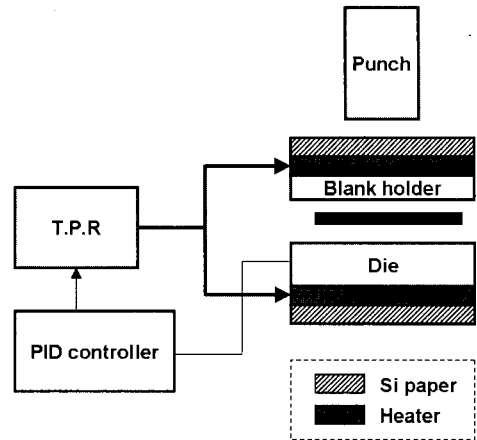 Punch
Blank holder
T.P.R
Die
PID controller
Si paper
Heater